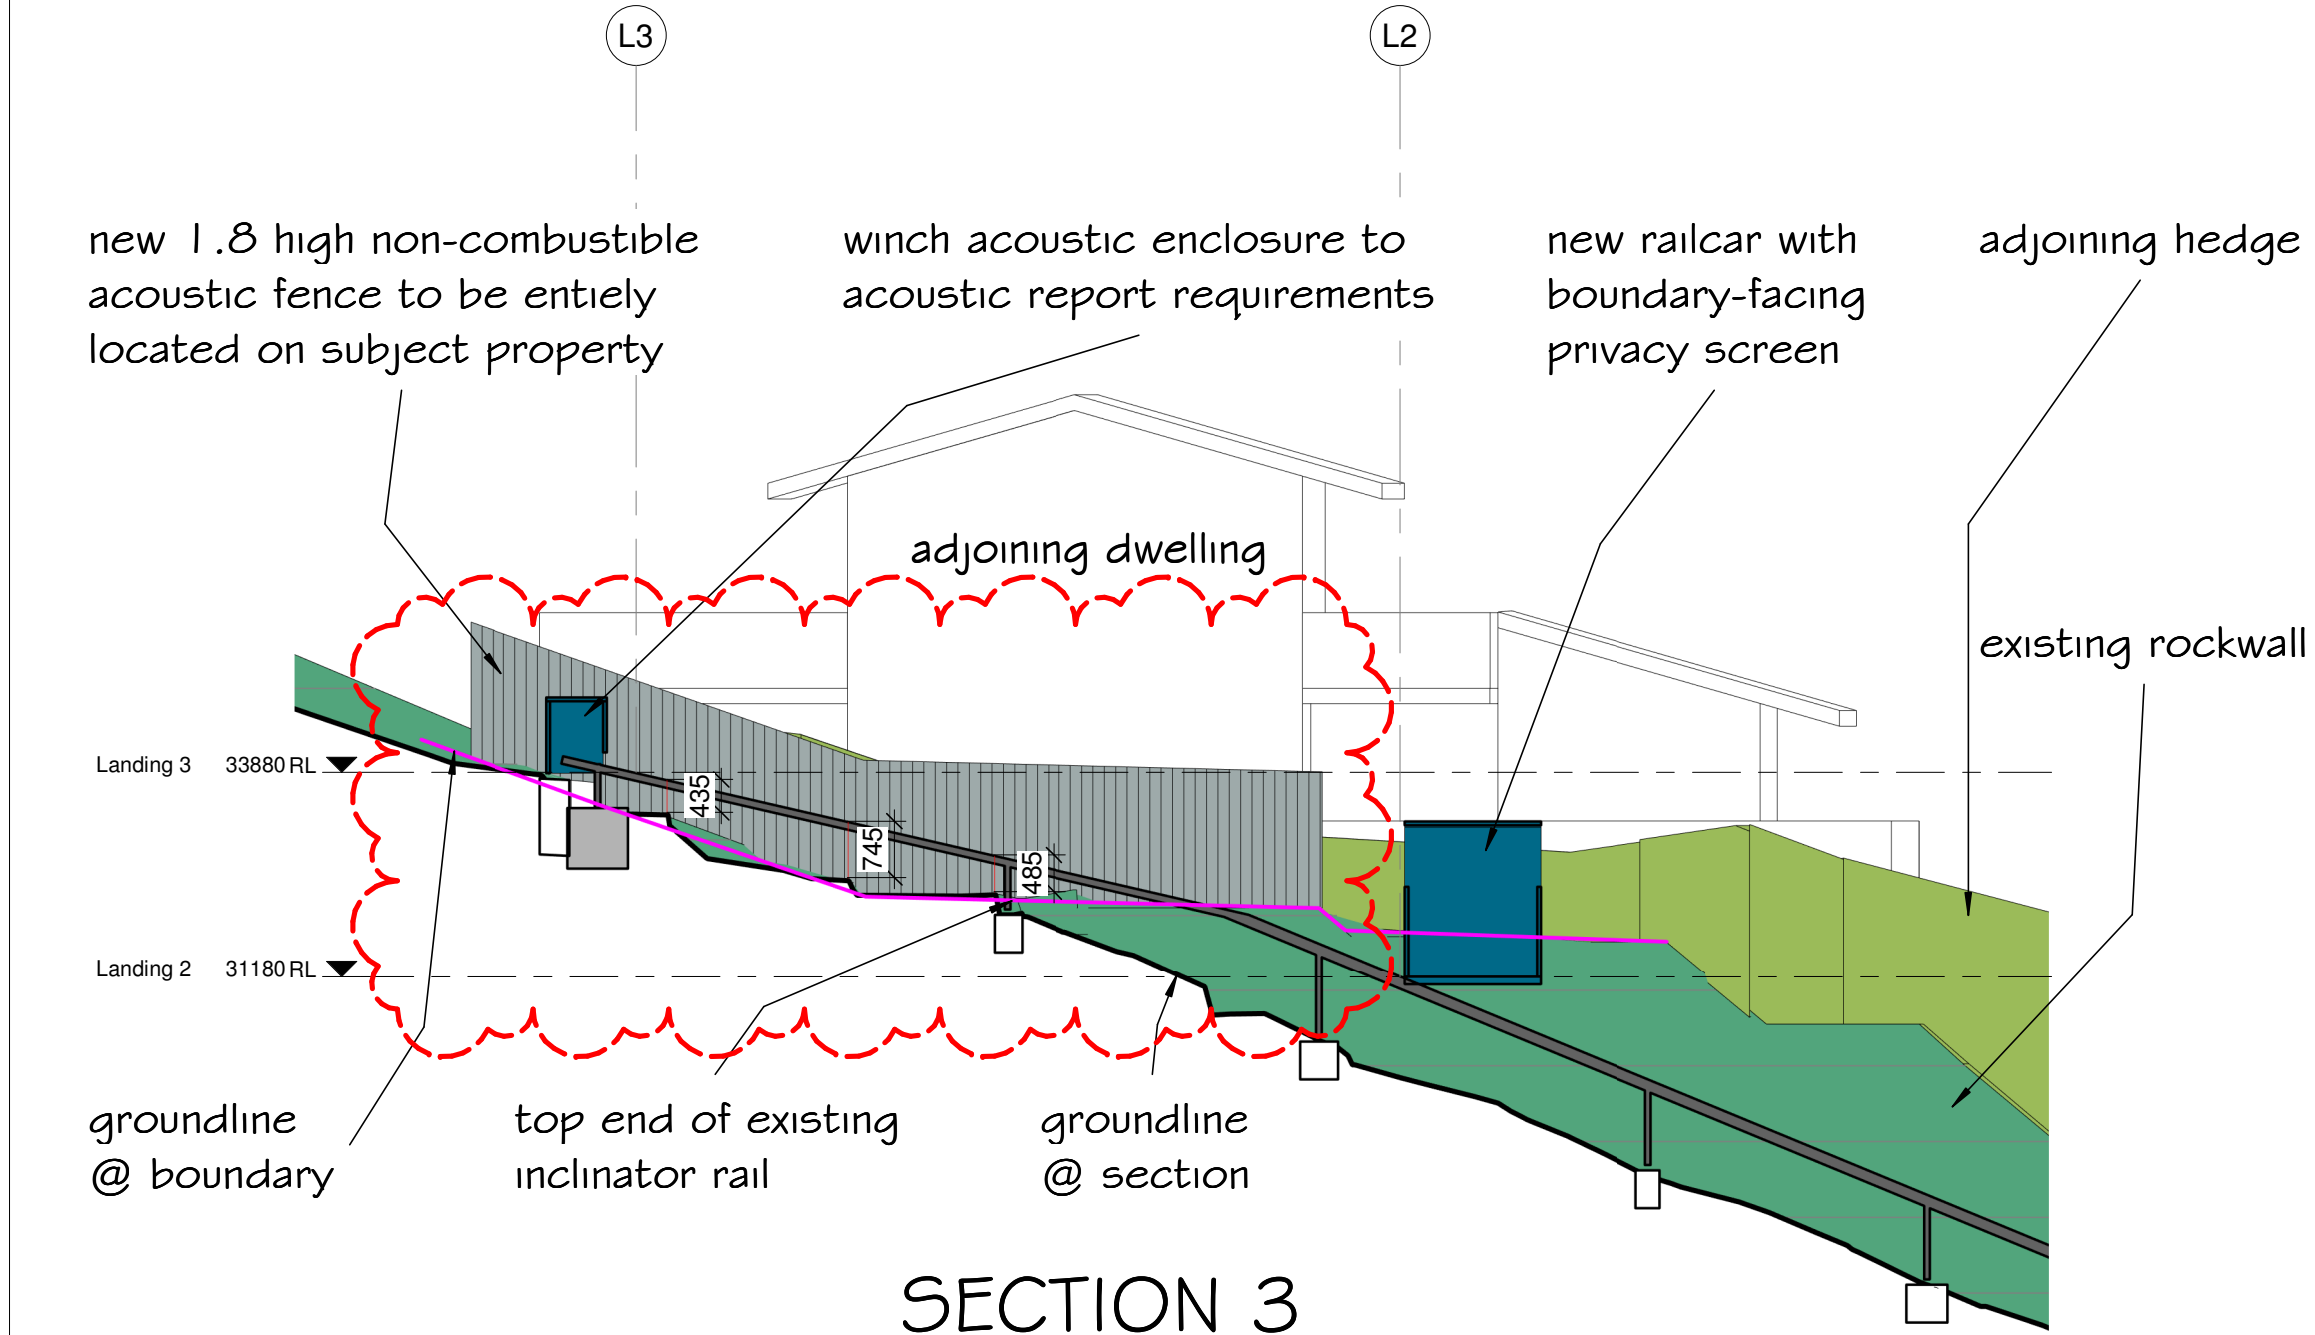 L3
L2
new 1.8 high non-combustible
acoustic fence to be entiely
located on subject property
winch acoustic enclosure to
acoustic report requirements
new railcar with
boundary-facing
privacy screen
adjoining hedge
adjoining dwelling
existing rockwall
Landing 3 33880 RL
435
745
485
Landing 2 31180 RL
groundline
@ boundary
top end of existing
inclinator rail
groundline
@ section
SECTION 3